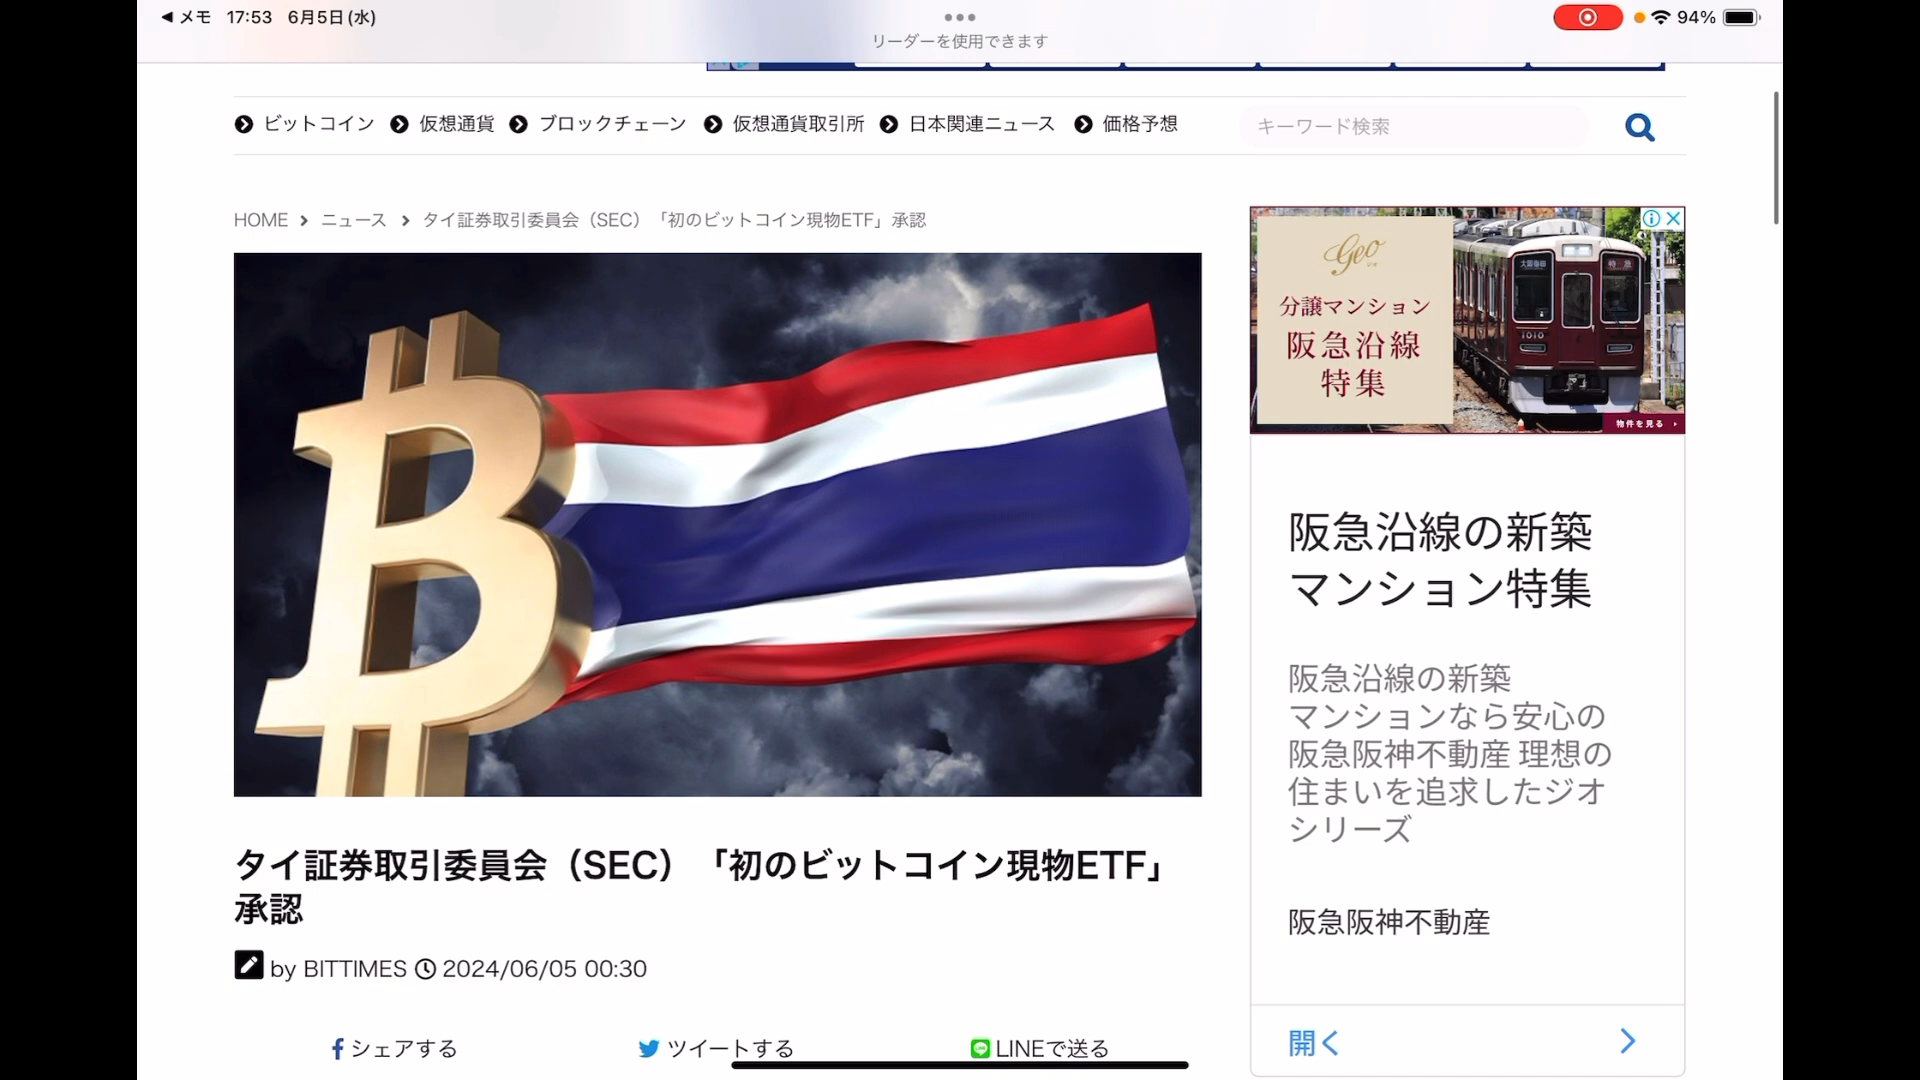 ◀ メモ 17:53 6月5日(水)
94%
リーダーを使用できます
ビットコイン 仮想通貨 ブロックチェーン 仮想通貨取引所 日本関連ニュース 価格予想
キーワード検索
HOME ニュース タイ証券取引委員会（SEC）「初のビットコイン現物ETF」承認
タイ証券取引委員会（SEC）「初のビットコイン現物ETF」
承認
by BITTIMES 2024/06/05 00:30
シェアする ツイートする LINEで送る
Geo
ジオ
分譲マンション
阪急沿線
特集
1010
物件を見る
阪急沿線の新築
マンション特集
阪急沿線の新築
マンションなら安心の
阪急阪神不動産 理想の
住まいを追求したジオ
シリーズ
阪急阪神不動産
開く